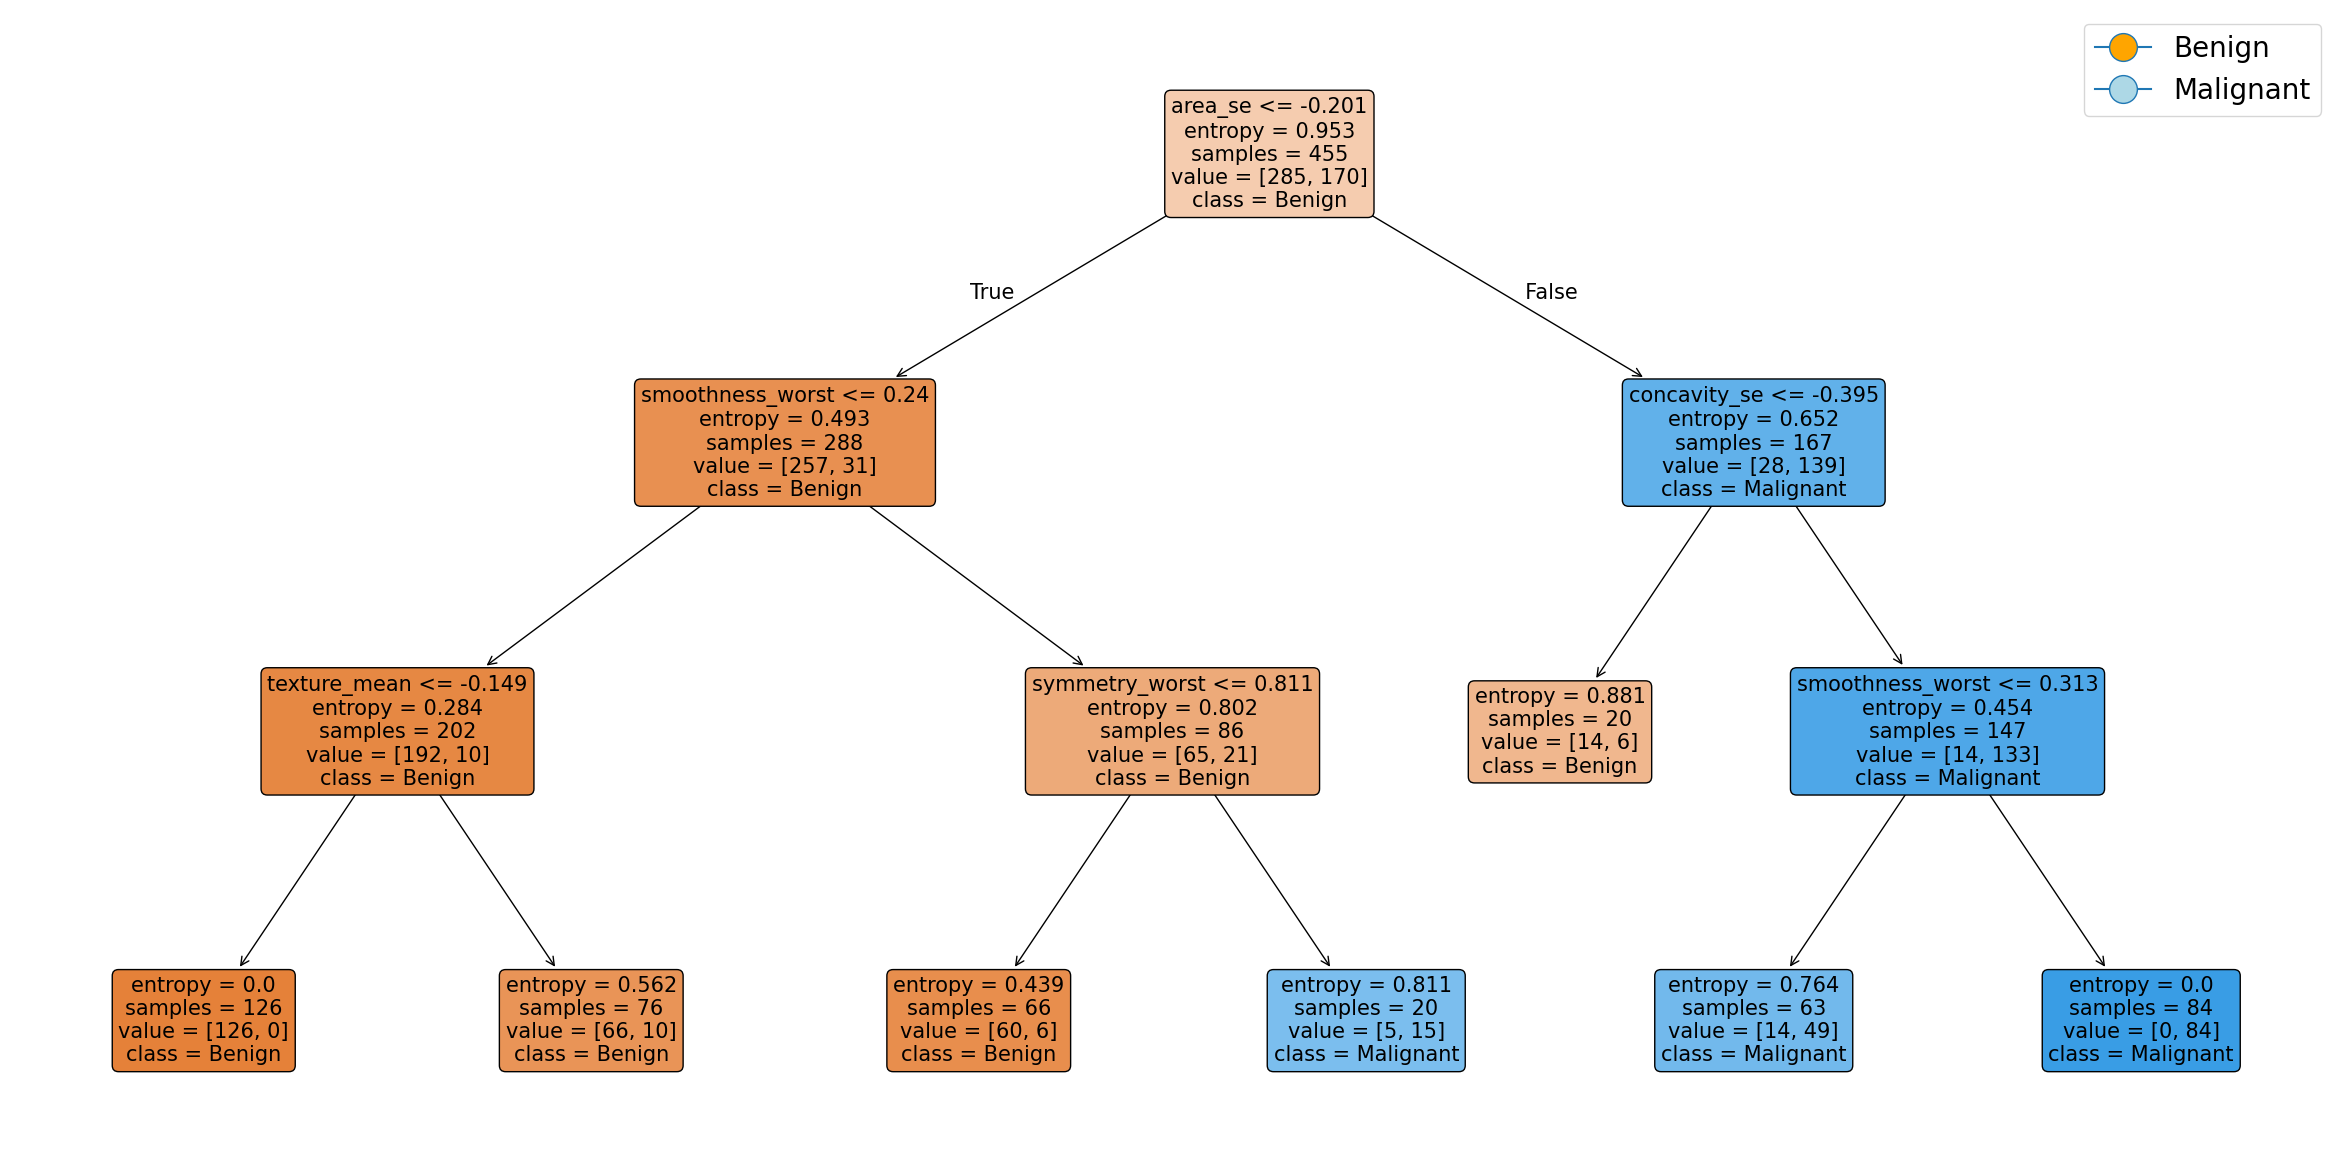 Benign
Malignant
area_se <= -0.201
entropy = 0.953
samples = 455
value = [285, 170]
class = Benign
True
False
smoothness_worst <= 0.24
entropy = 0.493
samples = 288
value = [257, 31]
class = Benign
concavity_se <= -0.395
entropy = 0.652
samples = 167
value = [28, 139]
class = Malignant
texture_mean <= -0.149
entropy = 0.284
samples = 202
value = [192, 10]
class = Benign
symmetry_worst <= 0.811
entropy = 0.802
samples = 86
value = [65, 21]
class = Benign
entropy = 0.881
samples = 20
value = [14, 6]
class = Benign
smoothness_worst <= 0.313
entropy = 0.454
samples = 147
value = [14, 133]
class = Malignant
entropy = 0.0
samples = 126
value = [126, 0]
class = Benign
entropy = 0.562
samples = 76
value = [66, 10]
class = Benign
entropy = 0.439
samples = 66
value = [60, 6]
class = Benign
entropy = 0.811
samples = 20
value = [5, 15]
class = Malignant
entropy = 0.764
samples = 63
value = [14, 49]
class = Malignant
entropy = 0.0
samples = 84
value = [0, 84]
class = Malignant